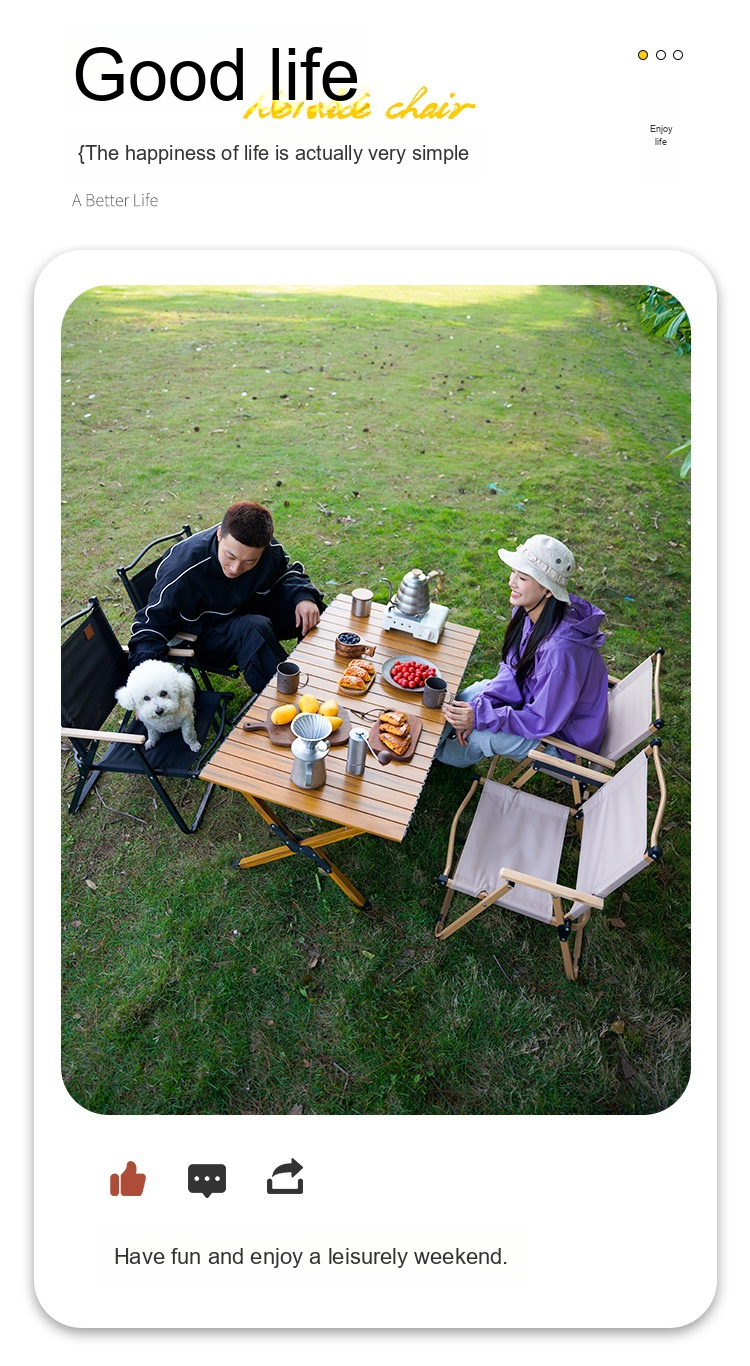 Good life
chair
{The happiness of life is actually very simple
Enjoy
life
A Better Life
Have fun and enjoy a leisurely weekend.